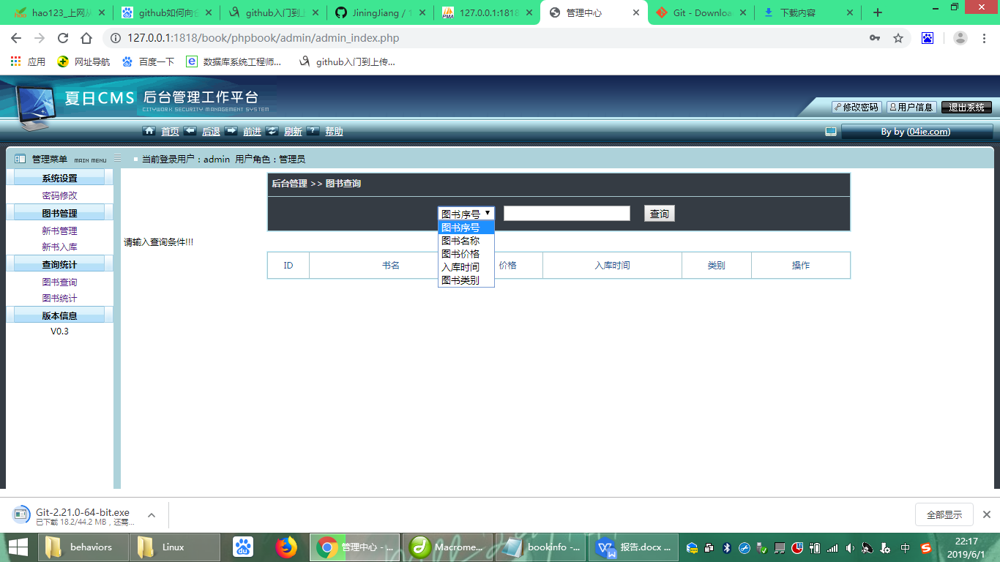 hao123_上网从
github如何向
github入门到上
JiningJiang / 
127.0.0.1:1818
管理中心
Git - Downloa
下载内容
127.0.0.1:1818/book/phpbook/admin/admin_index.php
应用
网址导航
百度一下
数据库系统工程师...
github入门到上传...
夏日CMS 后台管理工作平台
CITYWORK SECURITY MANAGEMENT SYSTEM
修改密码 用户信息 退出系统
首页 后退 前进 刷新 ? 帮助
By by (04ie.com)
管理菜单 MAIN MENU
当前登录用户：admin 用户角色：管理员
系统设置
密码修改
图书管理
新书管理
新书入库
查询统计
图书查询
图书统计
版本信息
V0.3
后台管理 >> 图书查询
图书序号
查询
图书序号
图书名称
图书价格
入库时间
图书类别
请输入查询条件!!!
ID 书名 价格 入库时间 类别 操作
Git-2.21.0-64-bit.exe
已下载 18.2/44.2 MB，还需...
全部显示
behaviors
Linux
du
管理中心 - ...
Macrome...
bookinfo -...
报告.docx ...
中
22:17
2019/6/1